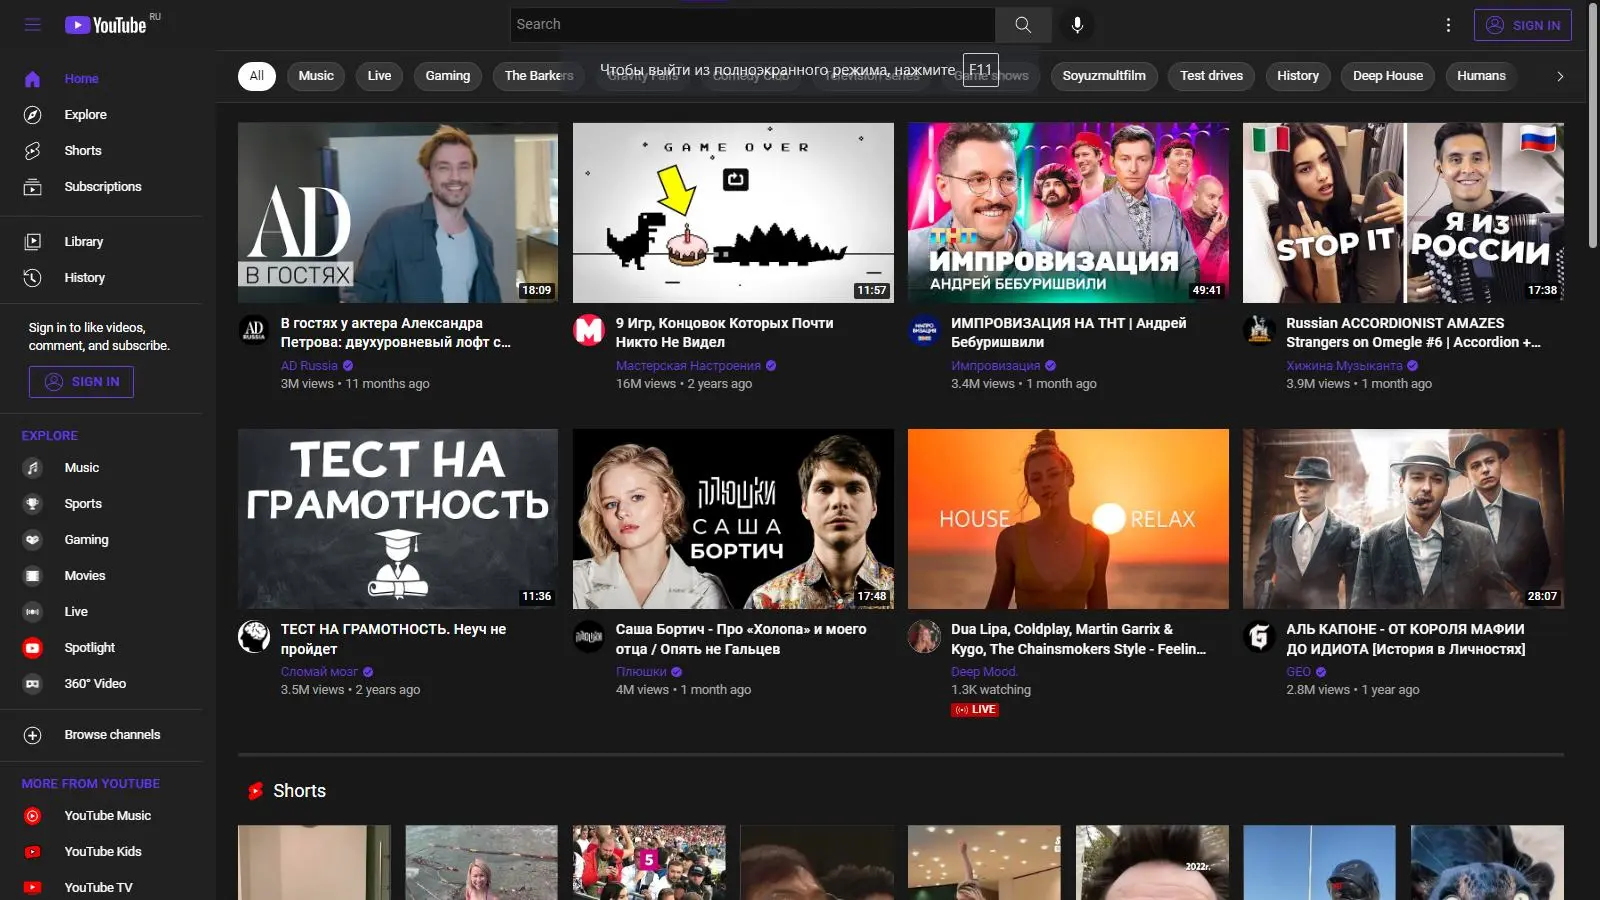 YouTube RU
Search
SIGN IN
Home
Explore
Shorts
Subscriptions
Library
History
Sign in to like videos,
comment, and subscribe.
SIGN IN
EXPLORE
Music
Sports
Gaming
Movies
Live
Spotlight
360° Video
Browse channels
MORE FROM YOUTUBE
YouTube Music
YouTube Kids
YouTube TV
All
Music
Live
Gaming
The Barkers
Gravity Falls
Comedy Club
Television series
Game shows
Soyuzmultfilm
Test drives
History
Deep House
Humans
Чтобы выйти из полноэкранного режима, нажмите F11
AD
В ГОСТЯХ
18:09
AD
RUSSIA
В гостях у актера Александра
Петрова: двухуровневый лофт с...
AD Russia
3M views • 11 months ago
GAME OVER
11:57
M
9 Игр, Концовок Которых Почти
Никто Не Видел
Мастерская Настроения
16M views • 2 years ago
ТНТ
ИМПРОВИЗАЦИЯ
АНДРЕЙ БЕБУРИШВИЛИ
49:41
ИМПРОВИЗАЦИЯ НА ТНТ | Андрей
Бебуришвили
Импровизация
3.4M views • 1 month ago
STOP IT
Я ИЗ
РОССИИ
17:38
Russian ACCORDIONIST AMAZES
Strangers on Omegle #6 | Accordion +...
Хижина Музыканта
3.9M views • 1 month ago
ТЕСТ НА
ГРАМОТНОСТЬ
11:36
ТЕСТ НА ГРАМОТНОСТЬ. Неуч не
пройдет
Сломай мозг
3.5M views • 2 years ago
ПЛЮШКИ
САША
БОРТИЧ
17:48
ПЛЮШКИ
Саша Бортич - Про «Холопа» и моего
отца / Опять не Гальцев
Плюшки
4M views • 1 month ago
HOUSE RELAX
Dua Lipa, Coldplay, Martin Garrix &
Kygo, The Chainsmokers Style - Feelin...
Deep Mood.
1.3K watching
LIVE
28:07
G
АЛЬ КАПОНЕ - ОТ КОРОЛЯ МАФИИ
ДО ИДИОТА [История в Личностях]
GEO
2.8M views • 1 year ago
Shorts
5
2022г.